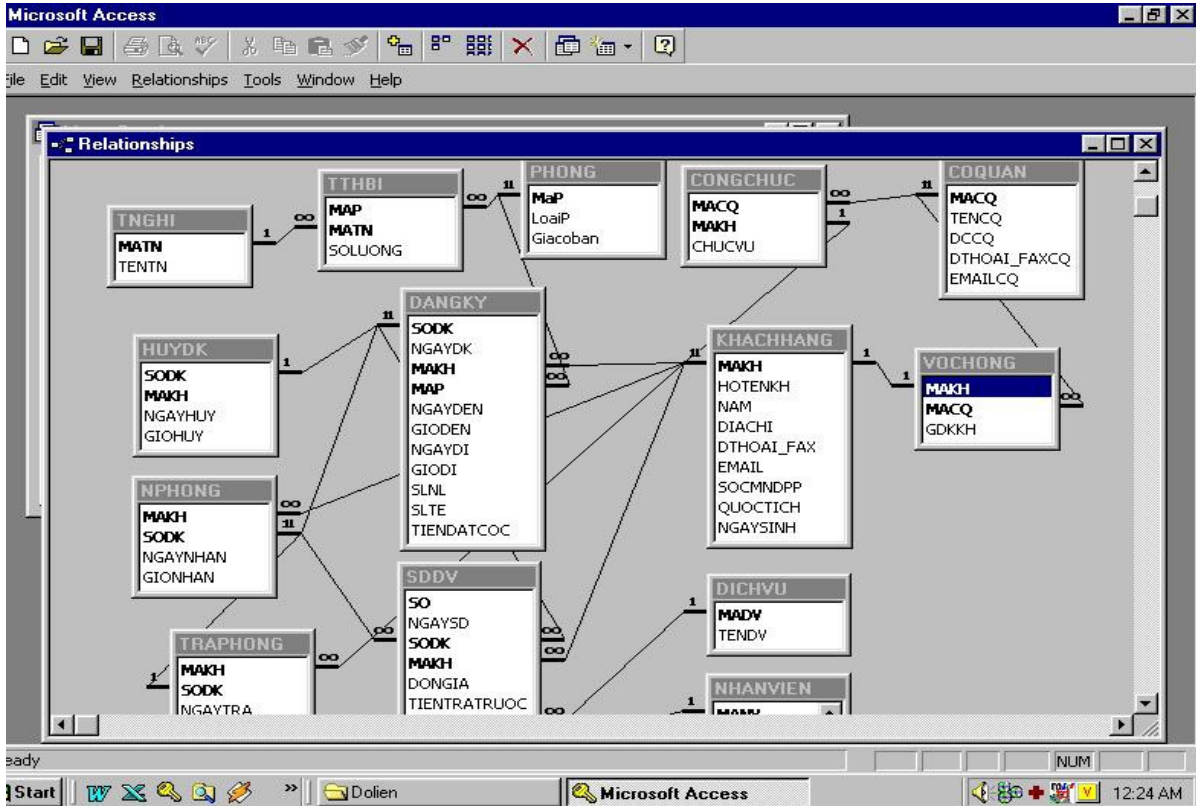 Microsoft Access
ile Edit View Relationships Tools Window Help
Relationships
TNGHI
MATN
TENTN
TTHBI
MAP
MATN
SOLUONG
PHONG
MaP
LoaiP
Giacoban
CONGCHUC
MACQ
MAKH
CHUCVU
COQUAN
MACQ
TENCQ
DCCQ
DTHOAI_FAXCQ
EMAILCQ
HUYDK
SODK
MAKH
NGAYHUY
GIOHUY
DANGKY
SODK
NGAYDK
MAKH
MAP
NGAYDEN
GIODEN
NGAYDI
GIODI
SLNL
SLTE
TIENDATCOC
KHACHHANG
MAKH
HOTENKH
NAM
DIACHI
DTHOAI_FAX
EMAIL
SOCMNDPP
QUOCTICH
NGAYSINH
VOCHONG
MAKH
MACQ
GDKKH
NPHONG
MAKH
SODK
NGAYNHAN
GIONHAN
SDDV
SO
NGAYSD
SODK
MAKH
DONGIA
TIENTRATRUOC
DICHVU
MADV
TENDV
TRAPHONG
MAKH
SODK
NGAYTRA
NHANVIEN
MANV
eady NUM
Start Dolien Microsoft Access 12:24 AM